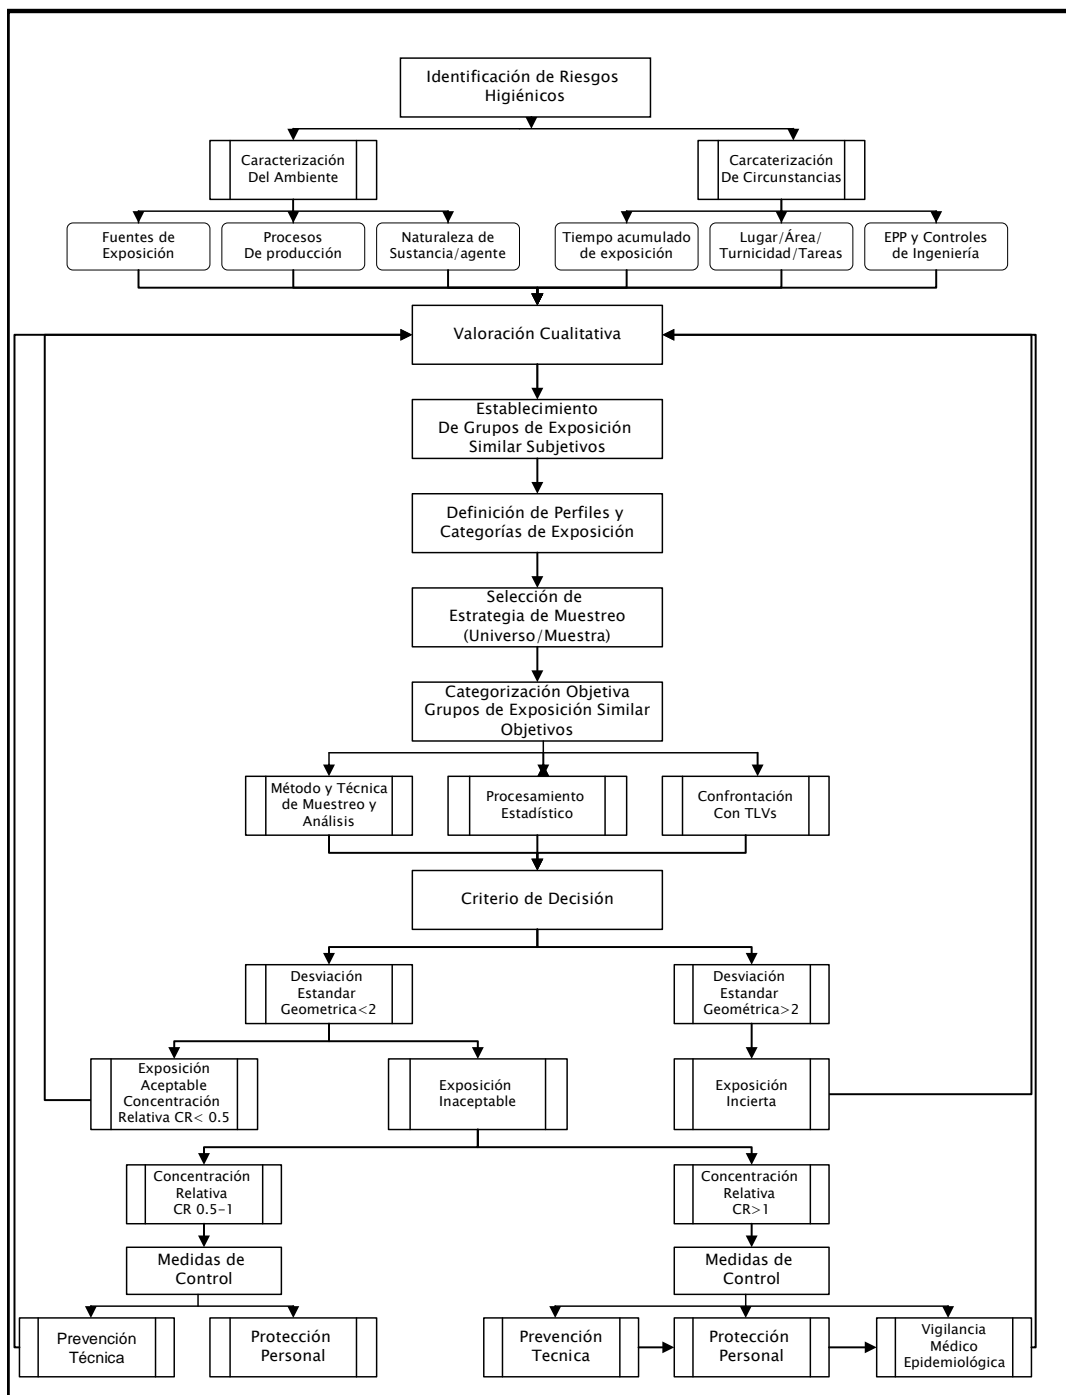 Identificación de Riesgos
Higiénicos
Caracterización
Del Ambiente
Carcaterización
De Circunstancias
Fuentes de
Exposición
Procesos
De producción
Naturaleza de
Sustancia/agente
Tiempo acumulado
de exposición
Lugar/Área/
Turnicidad/Tareas
EPP y Controles
de Ingeniería
Valoración Cualitativa
Establecimiento
De Grupos de Exposición
Similar Subjetivos
Definición de Perfiles y
Categorías de Exposición
Selección de
Estrategia de Muestreo
(Universo/Muestra)
Categorización Objetiva
Grupos de Exposición Similar
Objetivos
Método y Técnica
de Muestreo y
Análisis
Procesamiento
Estadístico
Confrontación
Con TLVs
Criterio de Decisión
Desviación
Estandar
Geometrica<2
Desviación
Estandar
Geométrica>2
Exposición
Aceptable
Concentración
Relativa CR< 0.5
Exposición
Inaceptable
Exposición
Incierta
Concentración
Relativa
CR 0.5-1
Concentración
Relativa
CR>1
Medidas de
Control
Medidas de
Control
Prevención
Técnica
Protección
Personal
Prevención
Tecnica
Protección
Personal
Vigilancia
Médico
Epidemiológica